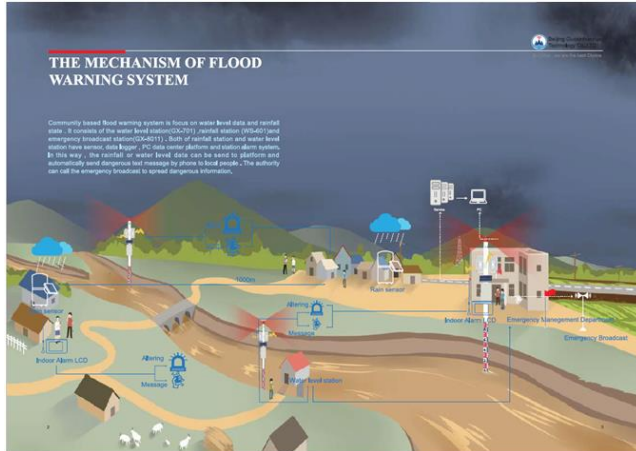 THE MECHANISM OF FLOOD
WARNING SYSTEM
Community based flood warning system is focus on water level data and rainfall
state . It consists of the water level station(GX-701) ,rainfall station (WS-601)and
emergency broadcast station(GX-8011) . Both of rainfall station and water level
station have sensor, data logger , PC data center platform and station alarm system.
In this way , the rainfall or water level data can be send to platform and
automatically send dangerous text message by phone to local people . The authority
can call the emergency broadcast to spread dangerous information.
1000m
Rain sensor
sensor
Altering
Message
Indoor Alarm LCD
Emergency Management Department
Emergency Broadcast
Indoor Alarm LCD
Altering
Message
Water level station